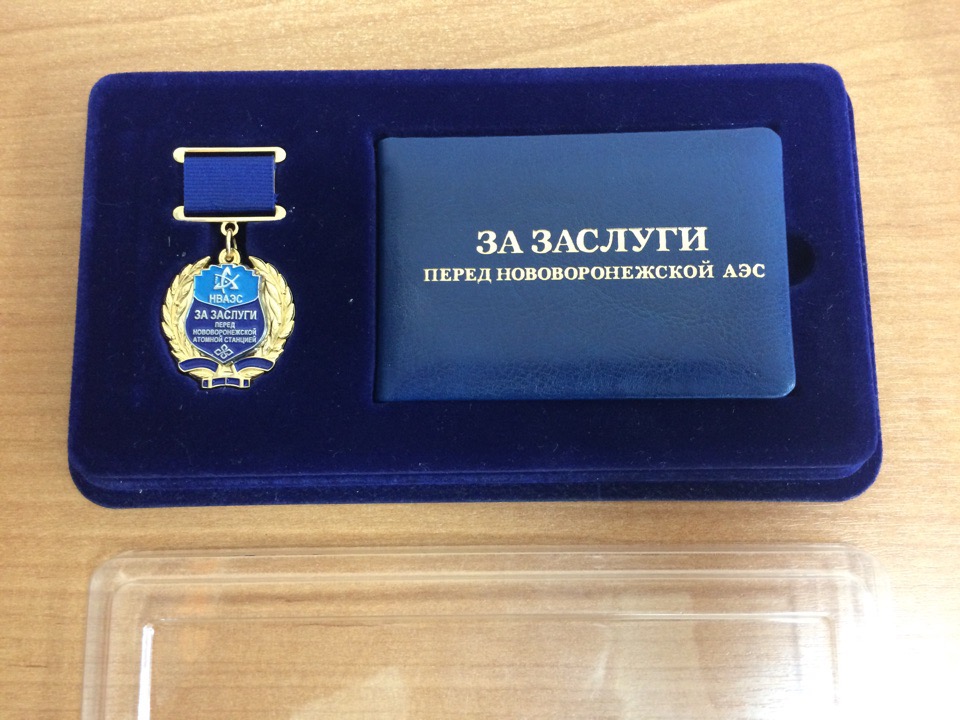 НВАЭС
ЗА ЗАСЛУГИ
ПЕРЕД
НОВОВОРОНЕЖСКОЙ
АТОМНОЙ СТАНЦИЕЙ
ЗА ЗАСЛУГИ
ПЕРЕД НОВОВОРОНЕЖСКОЙ АЭС